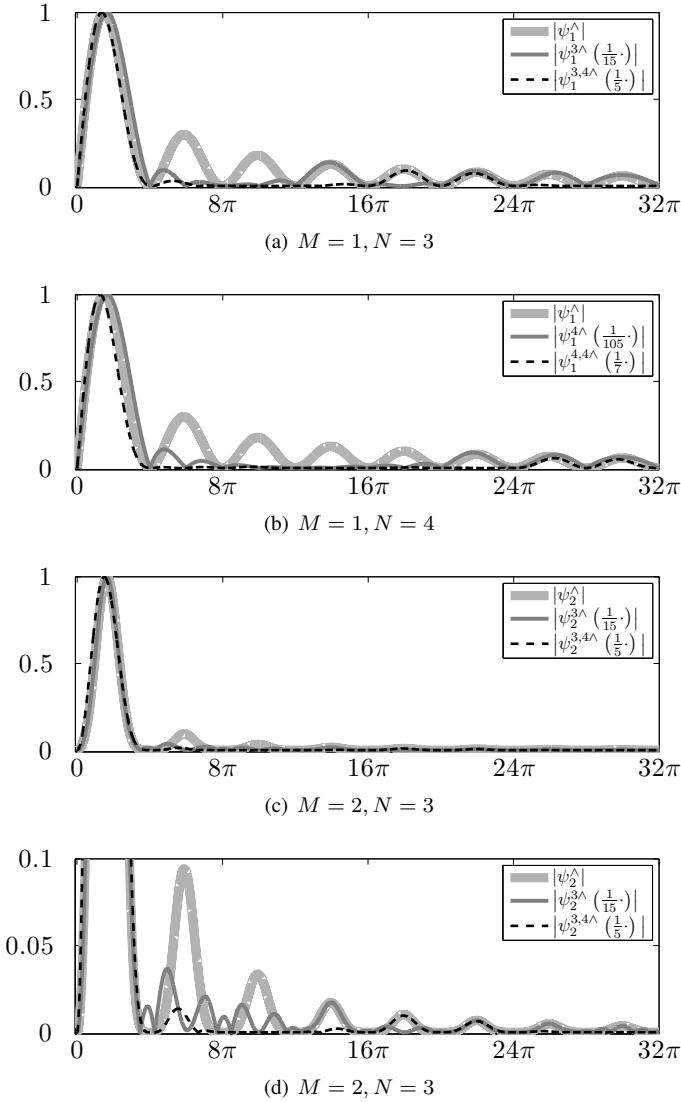 1
|ψ₁^∧|
|ψ₁^{3∧} (1/15 ·)|
|ψ₁^{3,4∧} (1/5 ·)|
0.5
0
0 8π 16π 24π 32π
(a) M = 1, N = 3
1
|ψ₁^∧|
|ψ₁^{4∧} (1/105 ·)|
|ψ₁^{4,4∧} (1/7 ·)|
0.5
0
0 8π 16π 24π 32π
(b) M = 1, N = 4
1
|ψ₂^∧|
|ψ₂^{3∧} (1/15 ·)|
|ψ₂^{3,4∧} (1/5 ·)|
0.5
0
0 8π 16π 24π 32π
(c) M = 2, N = 3
0.1
|ψ₂^∧|
|ψ₂^{3∧} (1/15 ·)|
|ψ₂^{3,4∧} (1/5 ·)|
0.05
0
0 8π 16π 24π 32π
(d) M = 2, N = 3